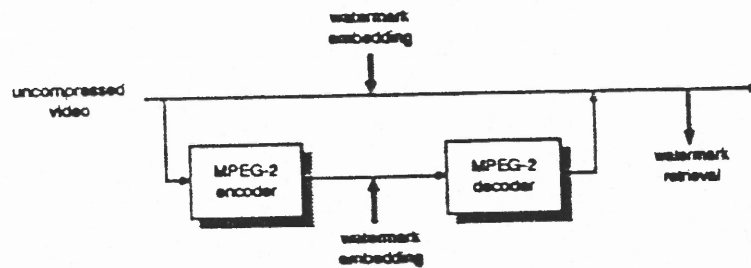 watermark
embedding
uncompressed
video
MPEG-2
encoder
MPEG-2
decoder
watermark
retrieval
watermark
embedding